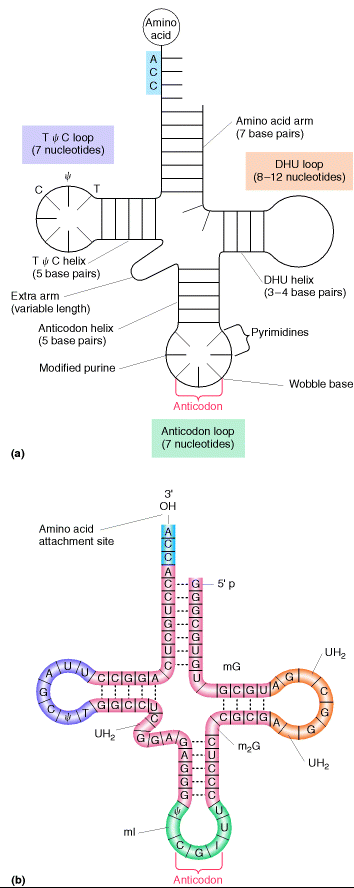 Amino
acid
A
C
C
Amino acid arm
(7 base pairs)
T ψ C loop
(7 nucleotides)
DHU loop
(8–12 nucleotides)
ψ
C
T
T ψ C helix
(5 base pairs)
DHU helix
(3–4 base pairs)
Extra arm
(variable length)
Anticodon helix
(5 base pairs)
Pyrimidines
Modified purine
Wobble base
Anticodon
Anticodon loop
(7 nucleotides)
(a)
3'
OH
Amino acid
attachment site
A
C
C
A
C
C
U
G
C
U
C
5' p
G
G
G
C
G
U
G
U
mG
UH2
G C G U A G
C
G
G
A
C G C G
UH2
m2G
A G A U U C C G G A
C ψ T G G C C U
C
UH2
G G A G
A
G
G
G
C
U
C
C
C
ψ
U
U
mI
C
C G I
Anticodon
(b)